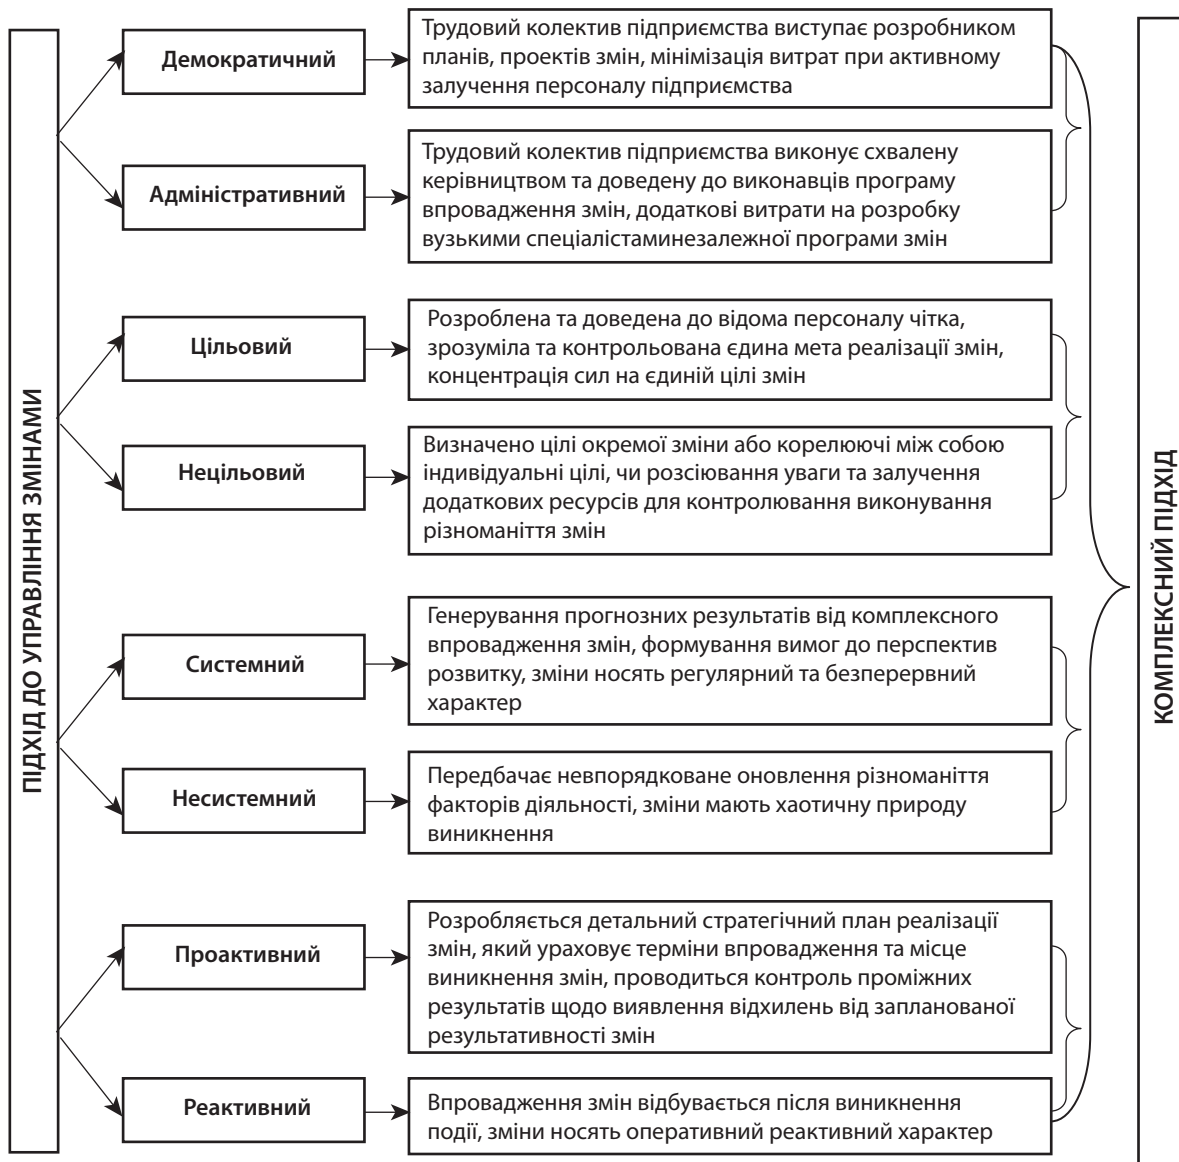 ПІДХІД ДО УПРАВЛІННЯ ЗМІНАМИ
Демократичний
Трудовий колектив підприємства виступає розробником
планів, проектів змін, мінімізація витрат при активному
залучення персоналу підприємства
Адміністративний
Трудовий колектив підприємства виконує схвалену
керівництвом та доведену до виконавців програму
впровадження змін, додаткові витрати на розробку
вузькими спеціалістаминезалежної програми змін
Цільовий
Розроблена та доведена до відома персоналу чітка,
зрозуміла та контрольована єдина мета реалізації змін,
концентрація сил на єдиній цілі змін
Нецільовий
Визначено цілі окремої зміни або корелюючі між собою
індивідуальні цілі, чи розсіювання уваги та залучення
додаткових ресурсів для контролювання виконування
різноманіття змін
Системний
Генерування прогнозних результатів від комплексного
впровадження змін, формування вимог до перспектив
розвитку, зміни носять регулярний та безперервний
характер
Несистемний
Передбачає невпорядковане оновлення різноманіття
факторів діяльності, зміни мають хаотичну природу
виникнення
Проактивний
Розробляється детальний стратегічний план реалізації
змін, який ураховує терміни впровадження та місце
виникнення змін, проводиться контроль проміжних
результатів щодо виявлення відхилень від запланованої
результативності змін
Реактивний
Впровадження змін відбувається після виникнення
події, зміни носять оперативний реактивний характер
КОМПЛЕКСНИЙ ПІДХІД